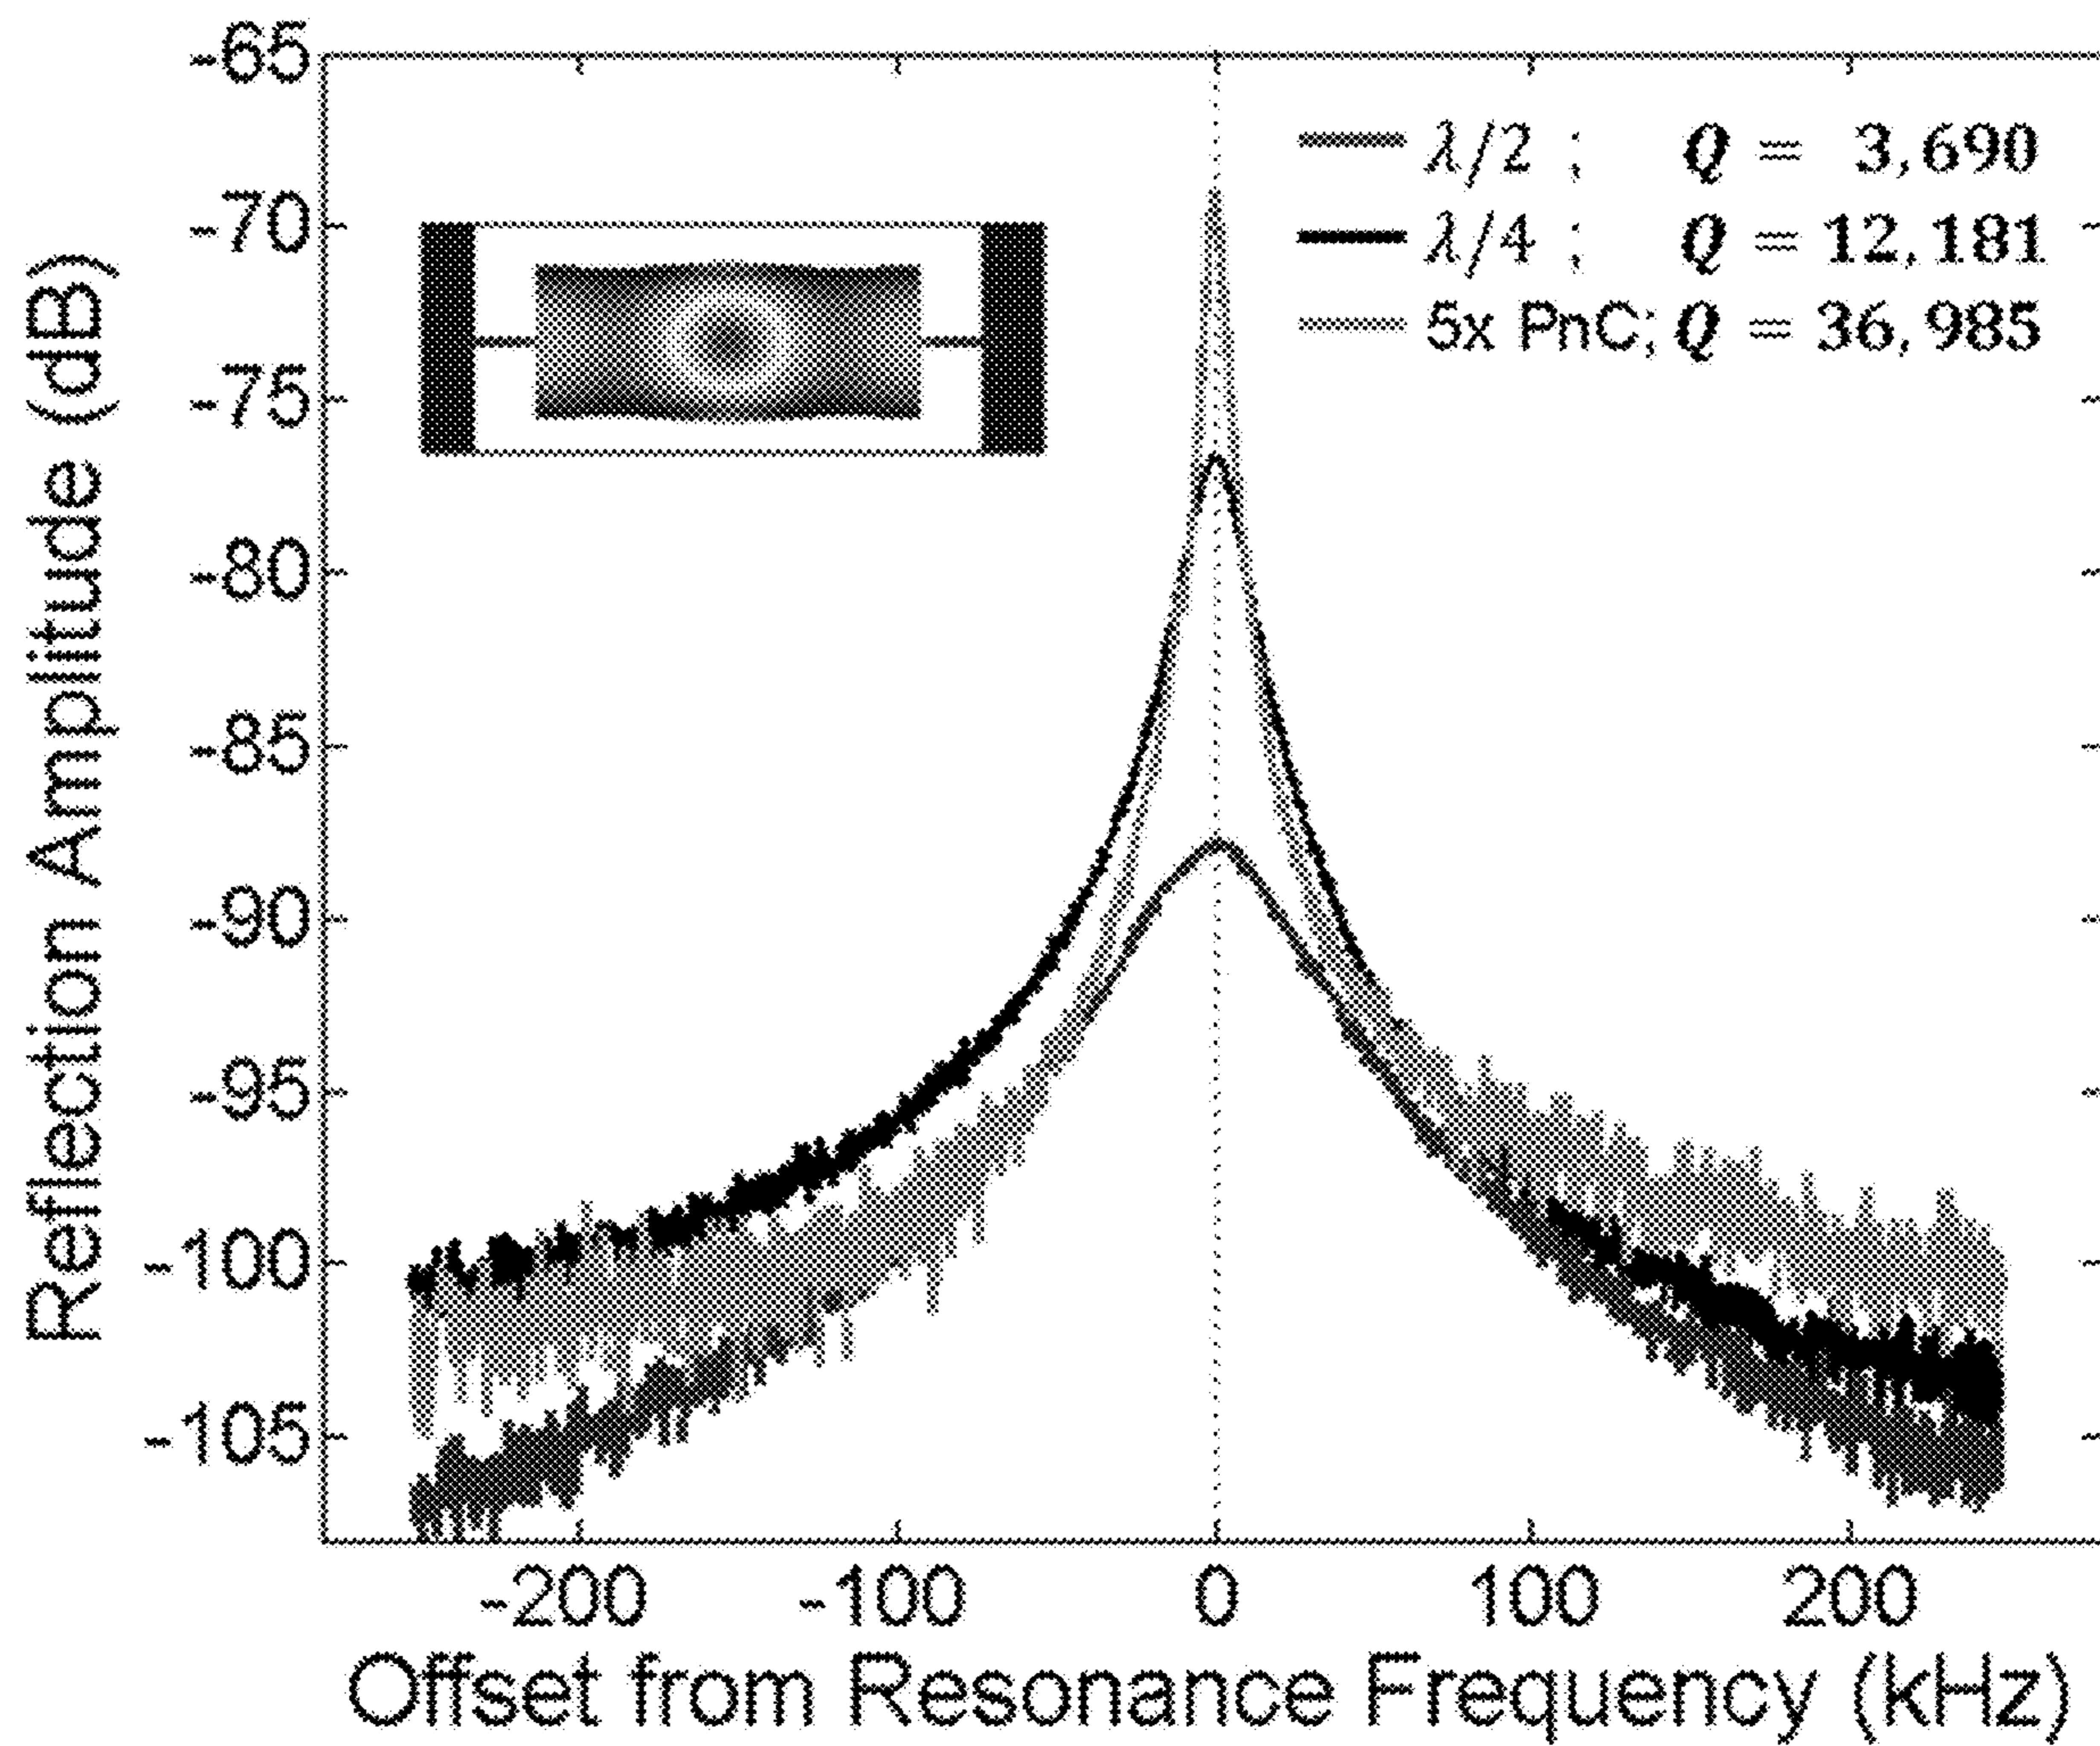 Reflection Amplitude (dB)
-65
-70
-75
-80
-85
-90
-95
-100
-105
λ/2 ; Q = 3,690
λ/4 ; Q = 12,181
5x PnC; Q = 36,985
-200 -100 0 100 200
Offset from Resonance Frequency (kHz)